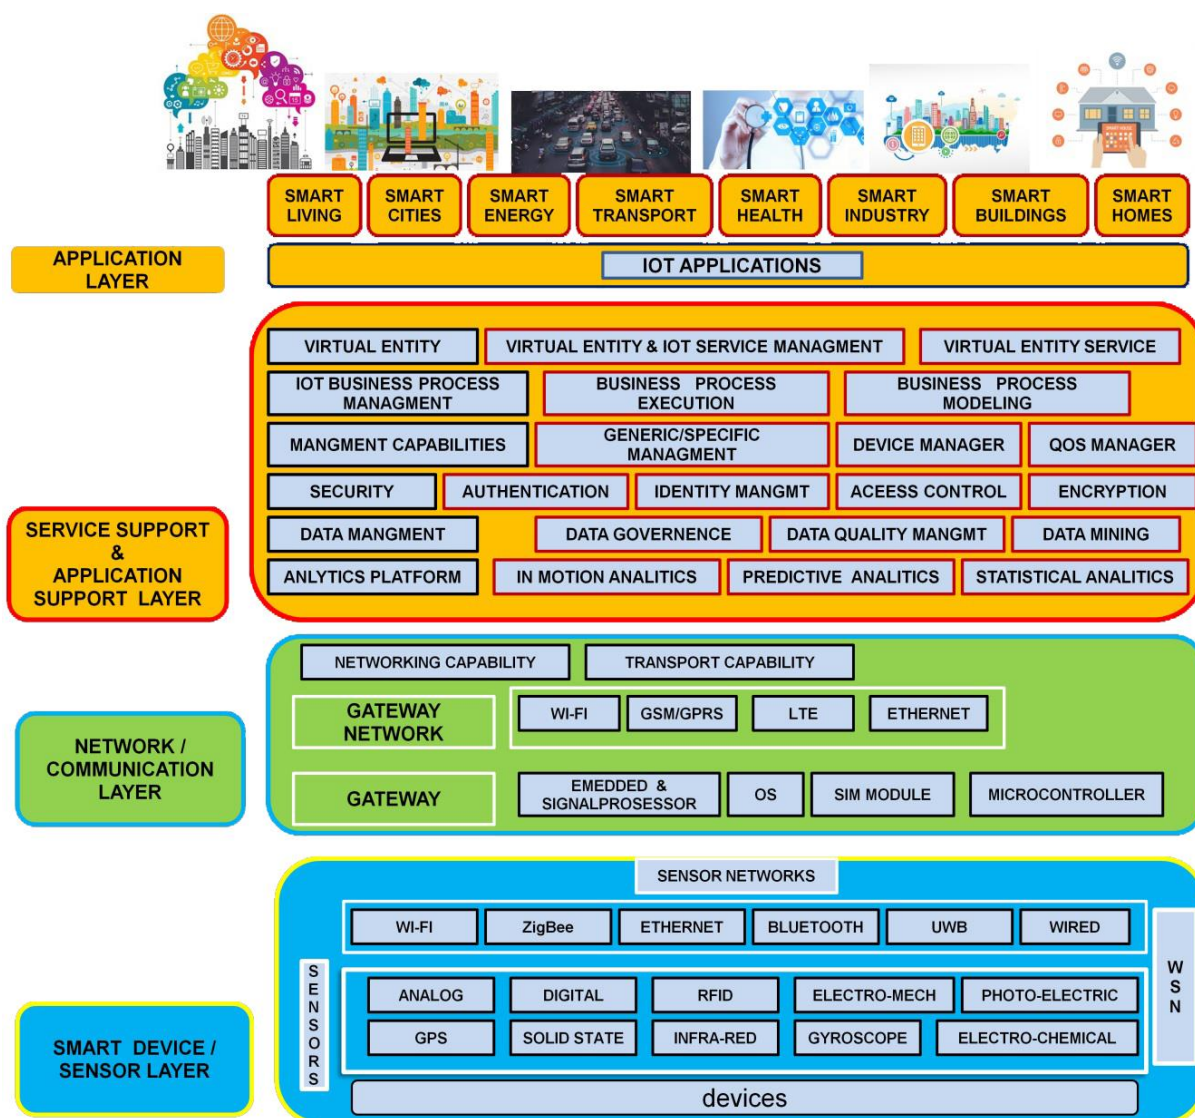 SMART LIVING
SMART CITIES
SMART ENERGY
SMART TRANSPORT
SMART HEALTH
SMART INDUSTRY
SMART BUILDINGS
SMART HOMES
APPLICATION
LAYER
IOT APPLICATIONS
VIRTUAL ENTITY
VIRTUAL ENTITY & IOT SERVICE MANAGMENT
VIRTUAL ENTITY SERVICE
IOT BUSINESS PROCESS
MANAGMENT
BUSINESS PROCESS
EXECUTION
BUSINESS PROCESS
MODELING
MANGMENT CAPABILITIES
GENERIC/SPECIFIC
MANAGMENT
DEVICE MANAGER
QOS MANAGER
SECURITY
AUTHENTICATION
IDENTITY MANGMT
ACEESS CONTROL
ENCRYPTION
SERVICE SUPPORT
&
APPLICATION
SUPPORT LAYER
DATA MANGMENT
DATA GOVERNENCE
DATA QUALITY MANGMT
DATA MINING
ANLYTICS PLATFORM
IN MOTION ANALITICS
PREDICTIVE ANALITICS
STATISTICAL ANALITICS
NETWORKING CAPABILITY
TRANSPORT CAPABILITY
GATEWAY
NETWORK
WI-FI
GSM/GPRS
LTE
ETHERNET
NETWORK /
COMMUNICATION
LAYER
GATEWAY
EMEDDED &
SIGNALPROSESSOR
OS
SIM MODULE
MICROCONTROLLER
SENSOR NETWORKS
WI-FI
ZigBee
ETHERNET
BLUETOOTH
UWB
WIRED
SENSORS
WSN
ANALOG
DIGITAL
RFID
ELECTRO-MECH
PHOTO-ELECTRIC
GPS
SOLID STATE
INFRA-RED
GYROSCOPE
ELECTRO-CHEMICAL
SMART DEVICE /
SENSOR LAYER
devices